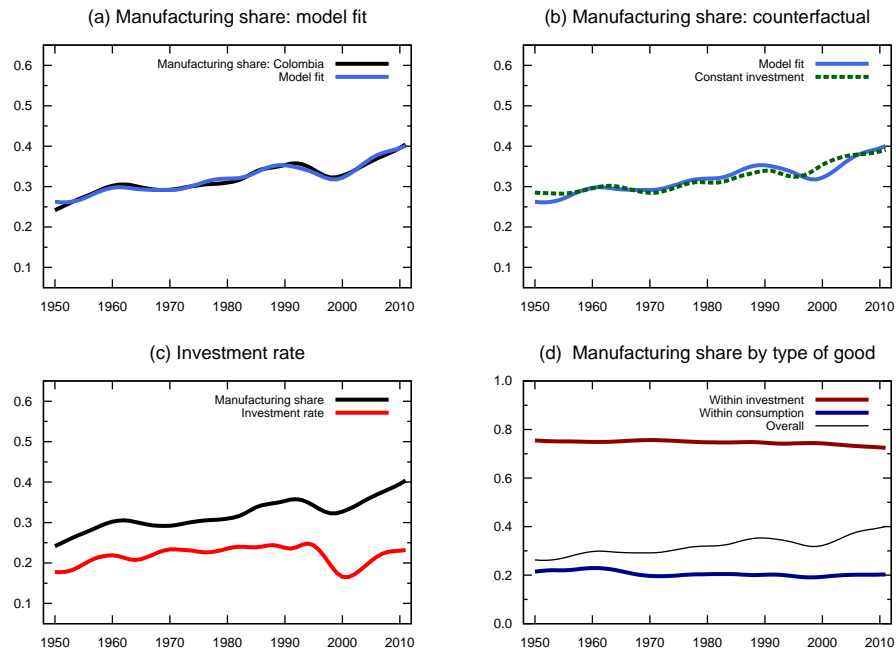 (a) Manufacturing share: model fit
0.6
0.5
0.4
0.3
0.2
0.1
Manufacturing share: Colombia
Model fit
1950 1960 1970 1980 1990 2000 2010
(b) Manufacturing share: counterfactual
0.6
0.5
0.4
0.3
0.2
0.1
Model fit
Constant investment
1950 1960 1970 1980 1990 2000 2010
(c) Investment rate
0.6
0.5
0.4
0.3
0.2
0.1
Manufacturing share
Investment rate
1950 1960 1970 1980 1990 2000 2010
(d) Manufacturing share by type of good
1.0
0.8
0.6
0.4
0.2
0.0
Within investment
Within consumption
Overall
1950 1960 1970 1980 1990 2000 2010